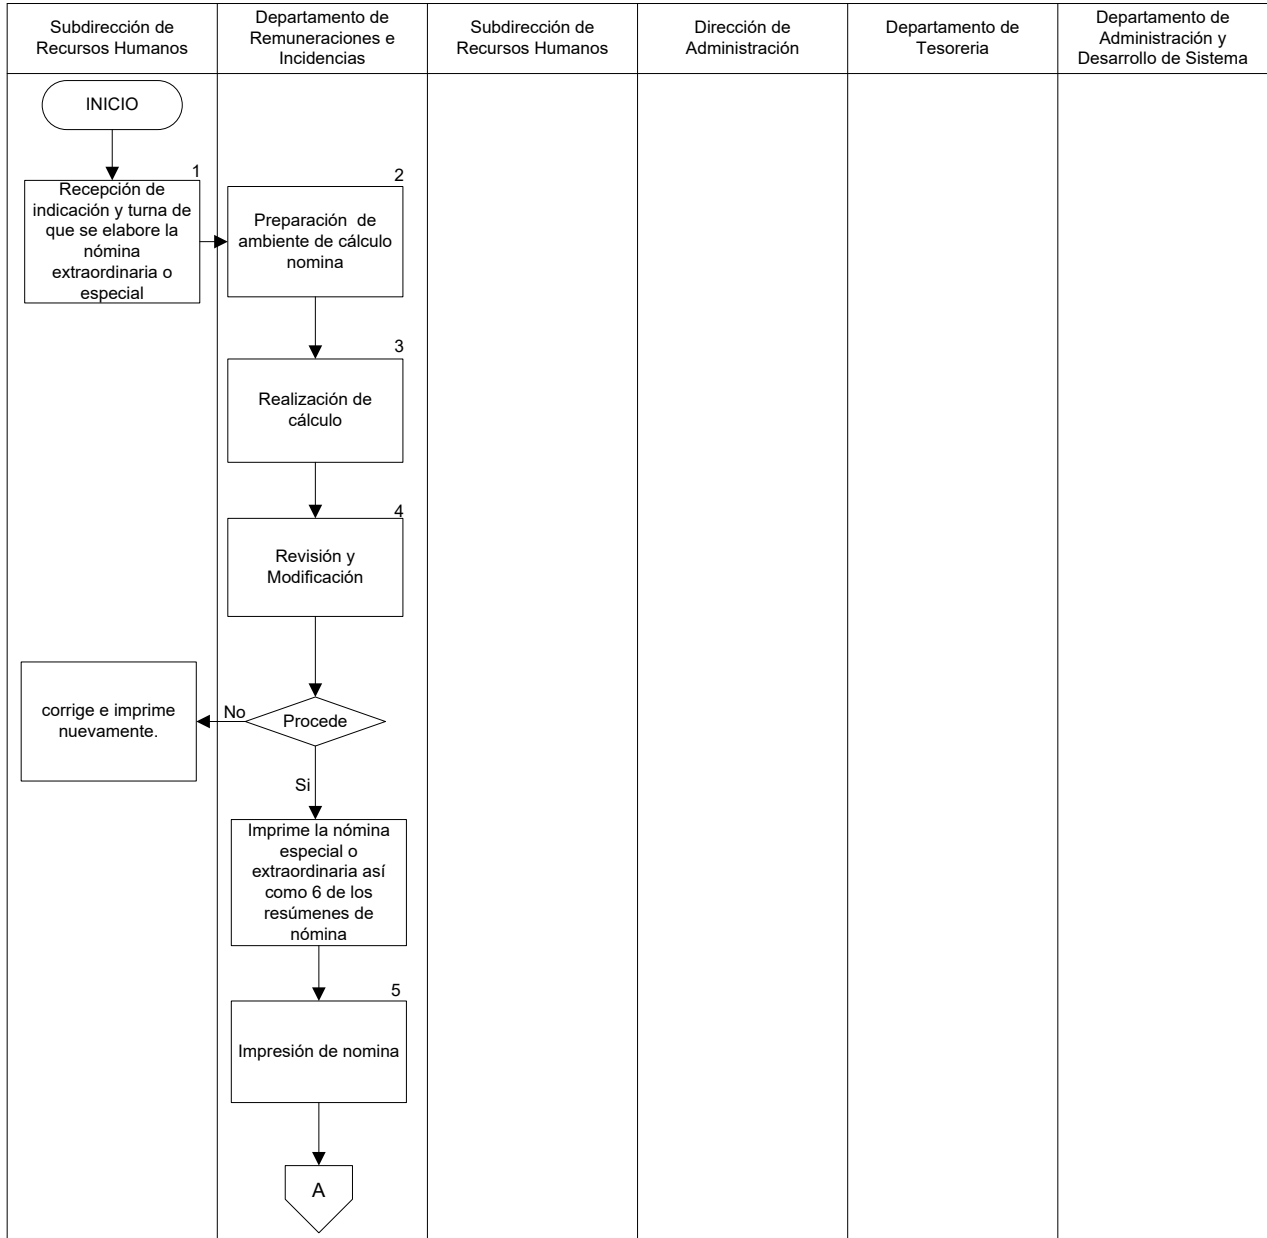 Subdirección de
Recursos Humanos
Departamento de
Remuneraciones e
Incidencias
Subdirección de
Recursos Humanos
Dirección de
Administración
Departamento de
Tesoreria
Departamento de
Administración y
Desarrollo de Sistema
INICIO
1
Recepción de
indicación y turna de
que se elabore la
nómina
extraordinaria o
especial
2
Preparación de
ambiente de cálculo
nomina
3
Realización de
cálculo
4
Revisión y
Modificación
corrige e imprime
nuevamente.
No
Procede
Si
Imprime la nómina
especial o
extraordinaria así
como 6 de los
resúmenes de
nómina
5
Impresión de nomina
A